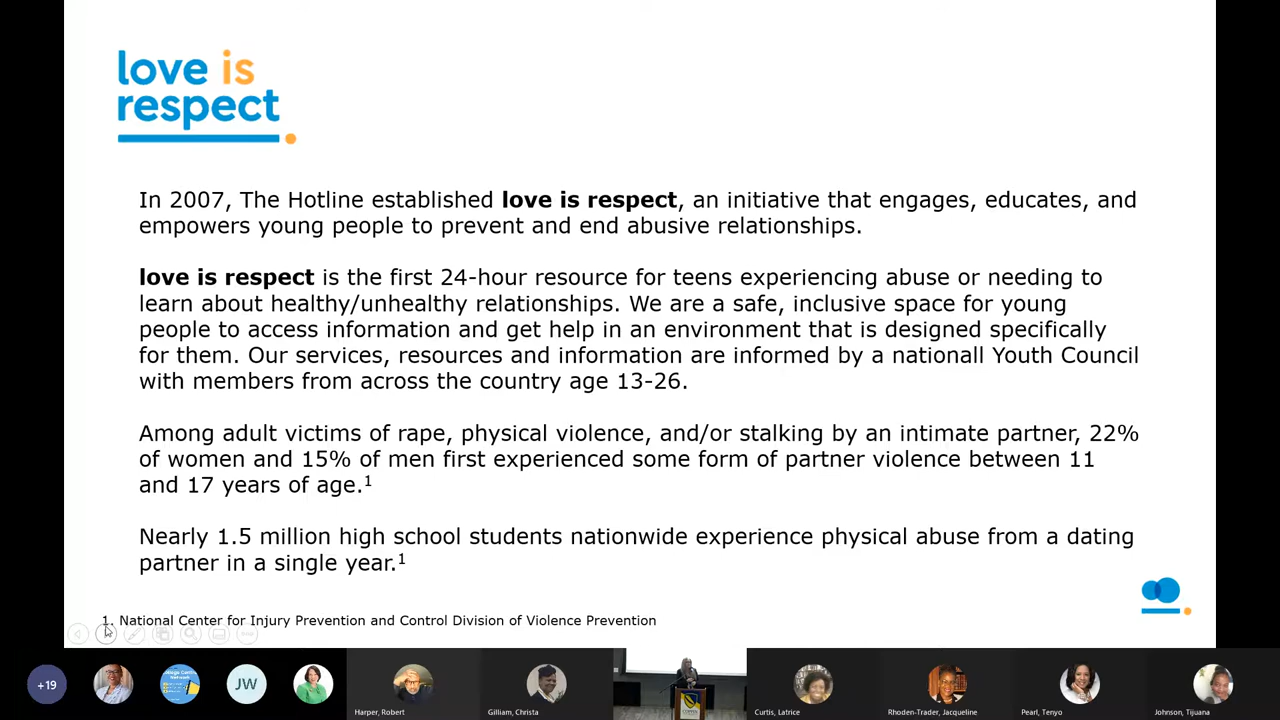 love is
respect
In 2007, The Hotline established love is respect, an initiative that engages, educates, and
empowers young people to prevent and end abusive relationships.
love is respect is the first 24-hour resource for teens experiencing abuse or needing to
learn about healthy/unhealthy relationships. We are a safe, inclusive space for young
people to access information and get help in an environment that is designed specifically
for them. Our services, resources and information are informed by a nationall Youth Council
with members from across the country age 13-26.
Among adult victims of rape, physical violence, and/or stalking by an intimate partner, 22%
of women and 15% of men first experienced some form of partner violence between 11
and 17 years of age.¹
Nearly 1.5 million high school students nationwide experience physical abuse from a dating
partner in a single year.¹
1. National Center for Injury Prevention and Control Division of Violence Prevention
+19
JW
Harper, Robert
Gilliam, Christa
Curtis, Latrice
Rhoden-Trader, Jacqueline
Pearl, Tenyo
Johnson, Tijuana